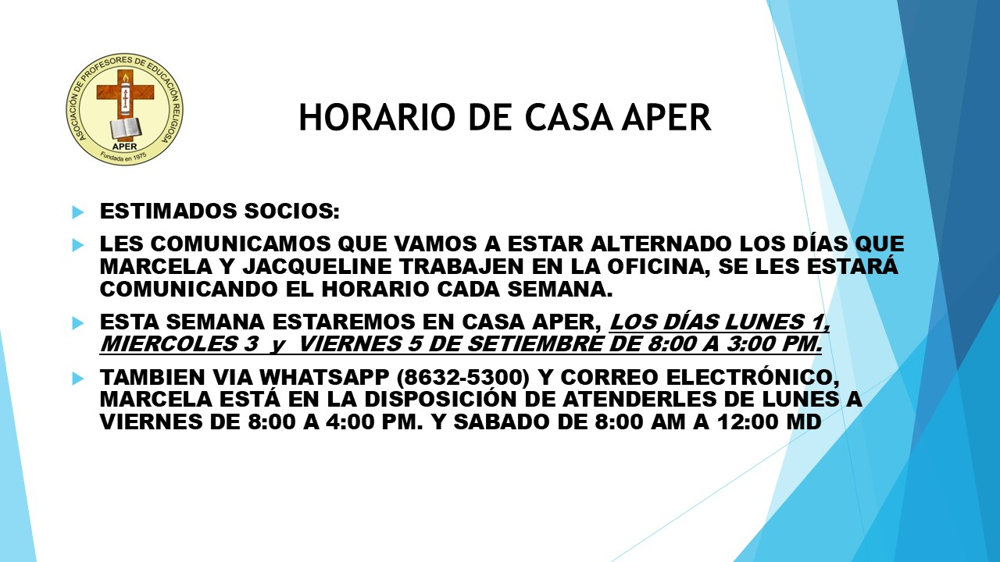 ASOCIACIÓN DE PROFESORES DE EDUCACIÓN RELIGIOSA
APER
Fundada en 1975
HORARIO DE CASA APER
ESTIMADOS SOCIOS:
LES COMUNICAMOS QUE VAMOS A ESTAR ALTERNADO LOS DÍAS QUE
MARCELA Y JACQUELINE TRABAJEN EN LA OFICINA, SE LES ESTARÁ
COMUNICANDO EL HORARIO CADA SEMANA.
ESTA SEMANA ESTAREMOS EN CASA APER, LOS DÍAS LUNES 1,
MIERCOLES 3 y VIERNES 5 DE SETIEMBRE DE 8:00 A 3:00 PM.
TAMBIEN VIA WHATSAPP (8632-5300) Y CORREO ELECTRÓNICO,
MARCELA ESTÁ EN LA DISPOSICIÓN DE ATENDERLES DE LUNES A
VIERNES DE 8:00 A 4:00 PM. Y SABADO DE 8:00 AM A 12:00 MD